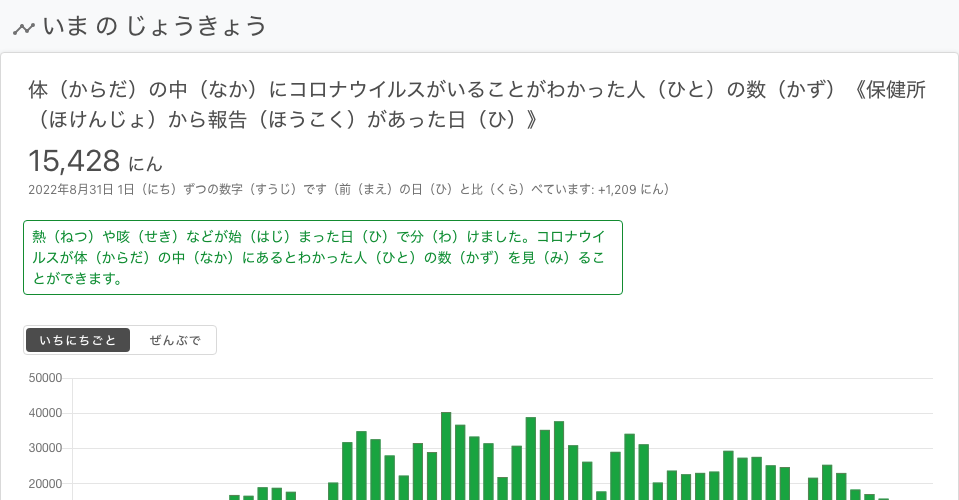 いま の じょうきょう
体（からだ）の中（なか）にコロナウイルスがいることがわかった人（ひと）の数（かず）《保健所
（ほけんじょ）から報告（ほうこく）があった日（ひ）》
15,428 にん
2022年8月31日 1日（にち）ずつの数字（すうじ）です（前（まえ）の日（ひ）と比（くら）べています: +1,209 にん）
熱（ねつ）や咳（せき）などが始（はじ）まった日（ひ）で分（わ）けました。コロナウイ
ルスが体（からだ）の中（なか）にあるとわかった人（ひと）の数（かず）を見（み）るこ
とができます。
いちにちごと ぜんぶで
50000
40000
30000
20000